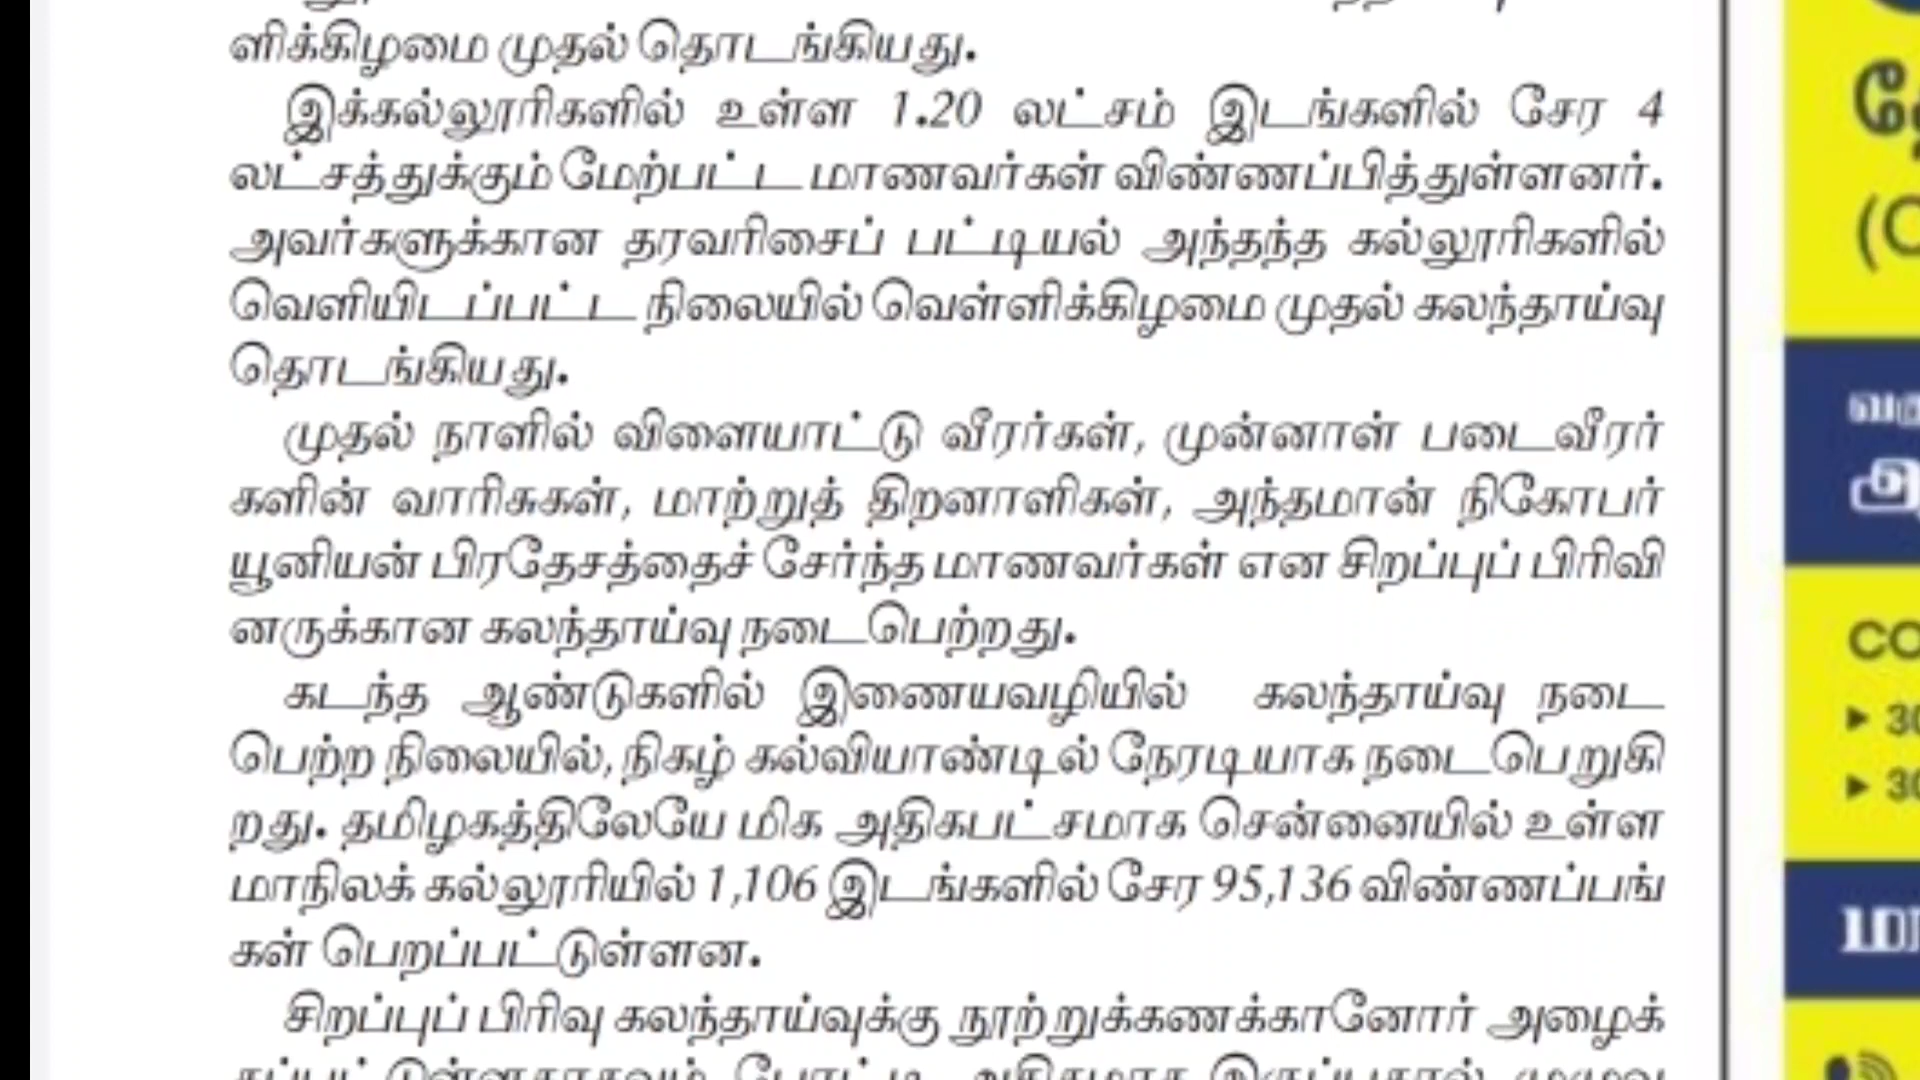 ளிக்கிழமை முதல் தொடங்கியது.
இக்கல்லூரிகளில் உள்ள 1.20 லட்சம் இடங்களில் சேர 4
லட்சத்துக்கும் மேற்பட்ட மாணவர்கள் விண்ணப்பித்துள்ளனர்.
அவர்களுக்கான தரவரிசைப் பட்டியல் அந்தந்த கல்லூரிகளில்
வெளியிடப்பட்ட நிலையில் வெள்ளிக்கிழமை முதல் கலந்தாய்வு
தொடங்கியது.
முதல் நாளில் விளையாட்டு வீரர்கள், முன்னாள் படைவீரர்
களின் வாரிசுகள், மாற்றுத் திறனாளிகள், அந்தமான் நிகோபர்
யூனியன் பிரதேசத்தைச் சேர்ந்த மாணவர்கள் என சிறப்புப் பிரிவி
னருக்கான கலந்தாய்வு நடைபெற்றது.
கடந்த ஆண்டுகளில் இணையவழியில் கலந்தாய்வு நடை
பெற்ற நிலையில், நிகழ் கல்வியாண்டில் நேரடியாக நடைபெறுகி
றது. தமிழகத்திலேயே மிக அதிகபட்சமாக சென்னையில் உள்ள
மாநிலக் கல்லூரியில் 1,106 இடங்களில் சேர 95,136 விண்ணப்பங்
கள் பெறப்பட்டுள்ளன.
சிறப்புப் பிரிவு கலந்தாய்வுக்கு நூற்றுக்கணக்கானோர் அழைக்
(C
CO
▶ 30
▶ 30